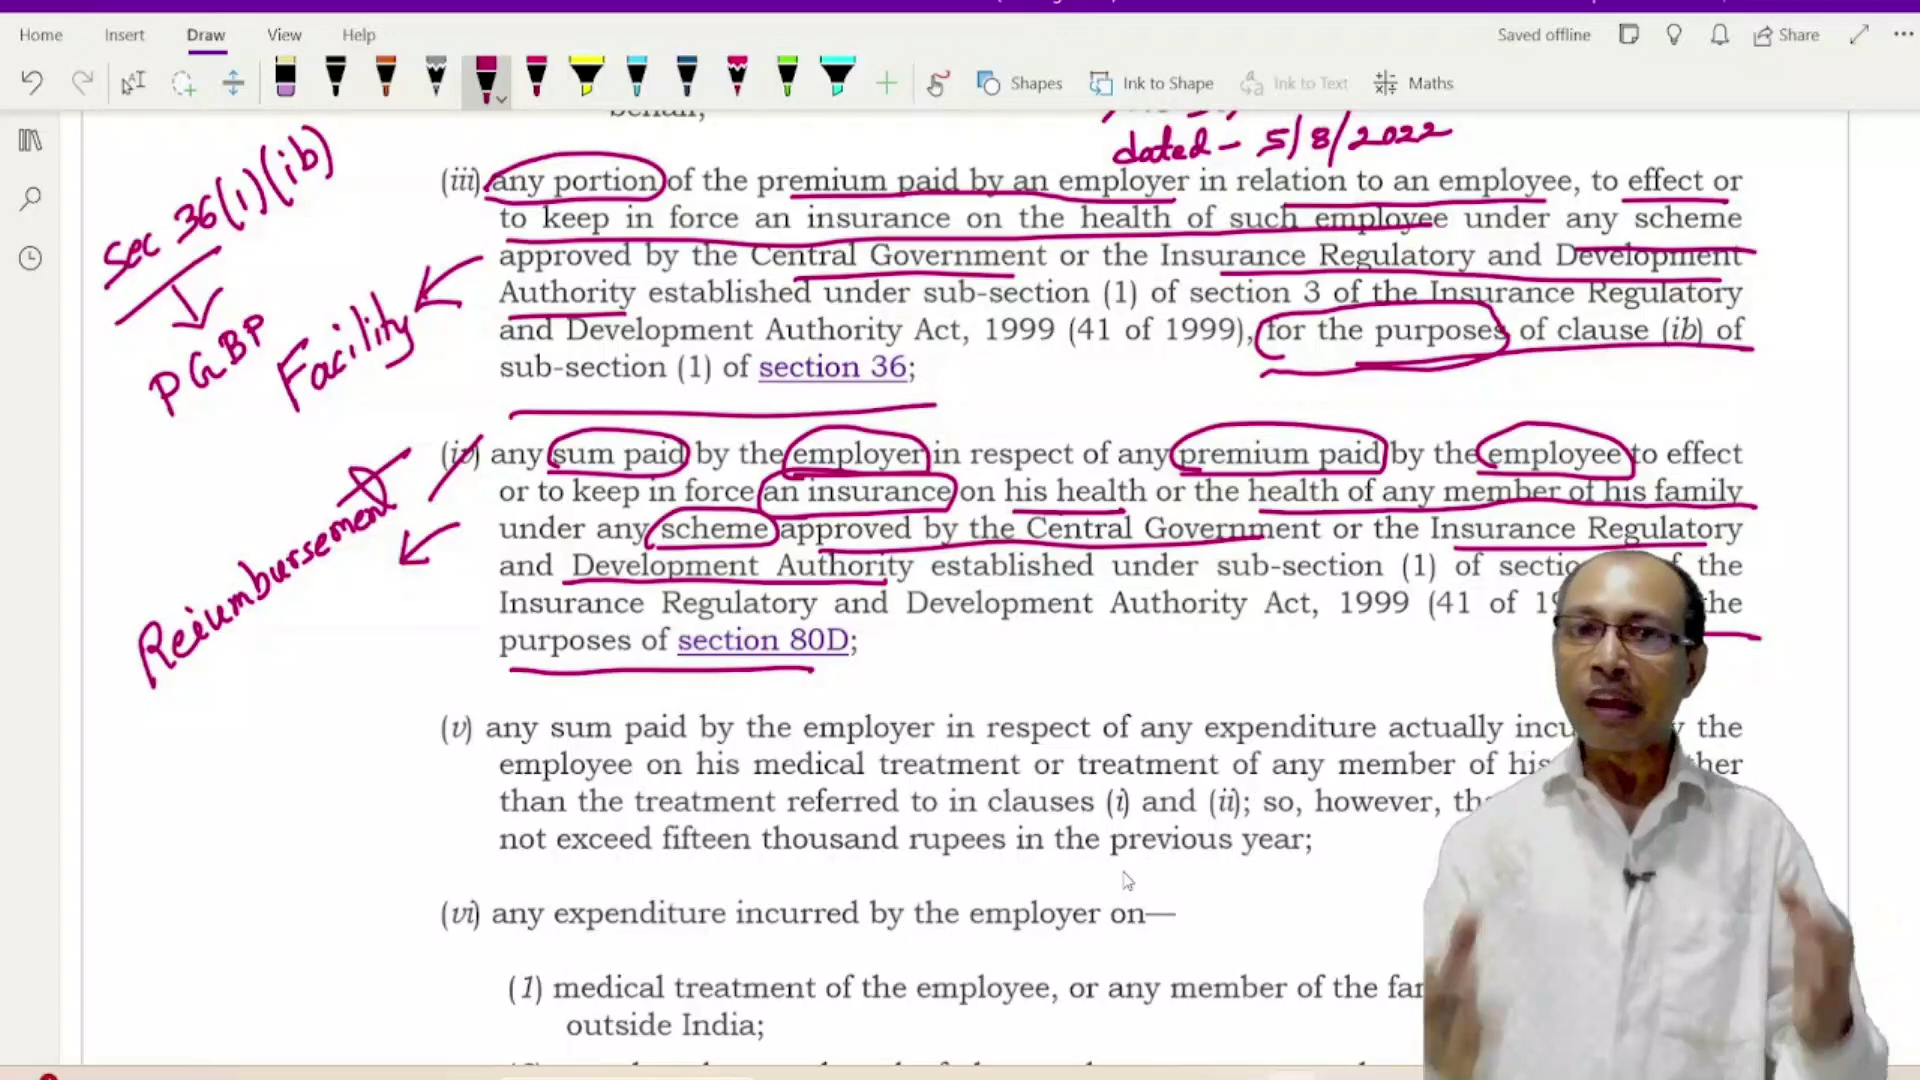 Home Insert Draw View Help Saved offline Share
Shapes Ink to Shape Ink to Text Maths
behalf;
dated - 5/8/2022
Sec 36(1)(ib)
PGBP
Facility
(iii) any portion of the premium paid by an employer in relation to an employee, to effect or
to keep in force an insurance on the health of such employee under any scheme
approved by the Central Government or the Insurance Regulatory and Development
Authority established under sub-section (1) of section 3 of the Insurance Regulatory
and Development Authority Act, 1999 (41 of 1999), for the purposes of clause (ib) of
sub-section (1) of section 36;
Reiumbursement
(iv) any sum paid by the employer in respect of any premium paid by the employee to effect
or to keep in force an insurance on his health or the health of any member of his family
under any scheme approved by the Central Government or the Insurance Regulatory
and Development Authority established under sub-section (1) of the
Insurance Regulatory and Development Authority Act, 1999 (41 of the
purposes of section 80D;
(v) any sum paid by the employer in respect of any expenditure actually the
employee on his medical treatment or treatment of any member of his
than the treatment referred to in clauses (i) and (ii); so, however,
not exceed fifteen thousand rupees in the previous year;
(vi) any expenditure incurred by the employer on—
(1) medical treatment of the employee, or any member of the
outside India;